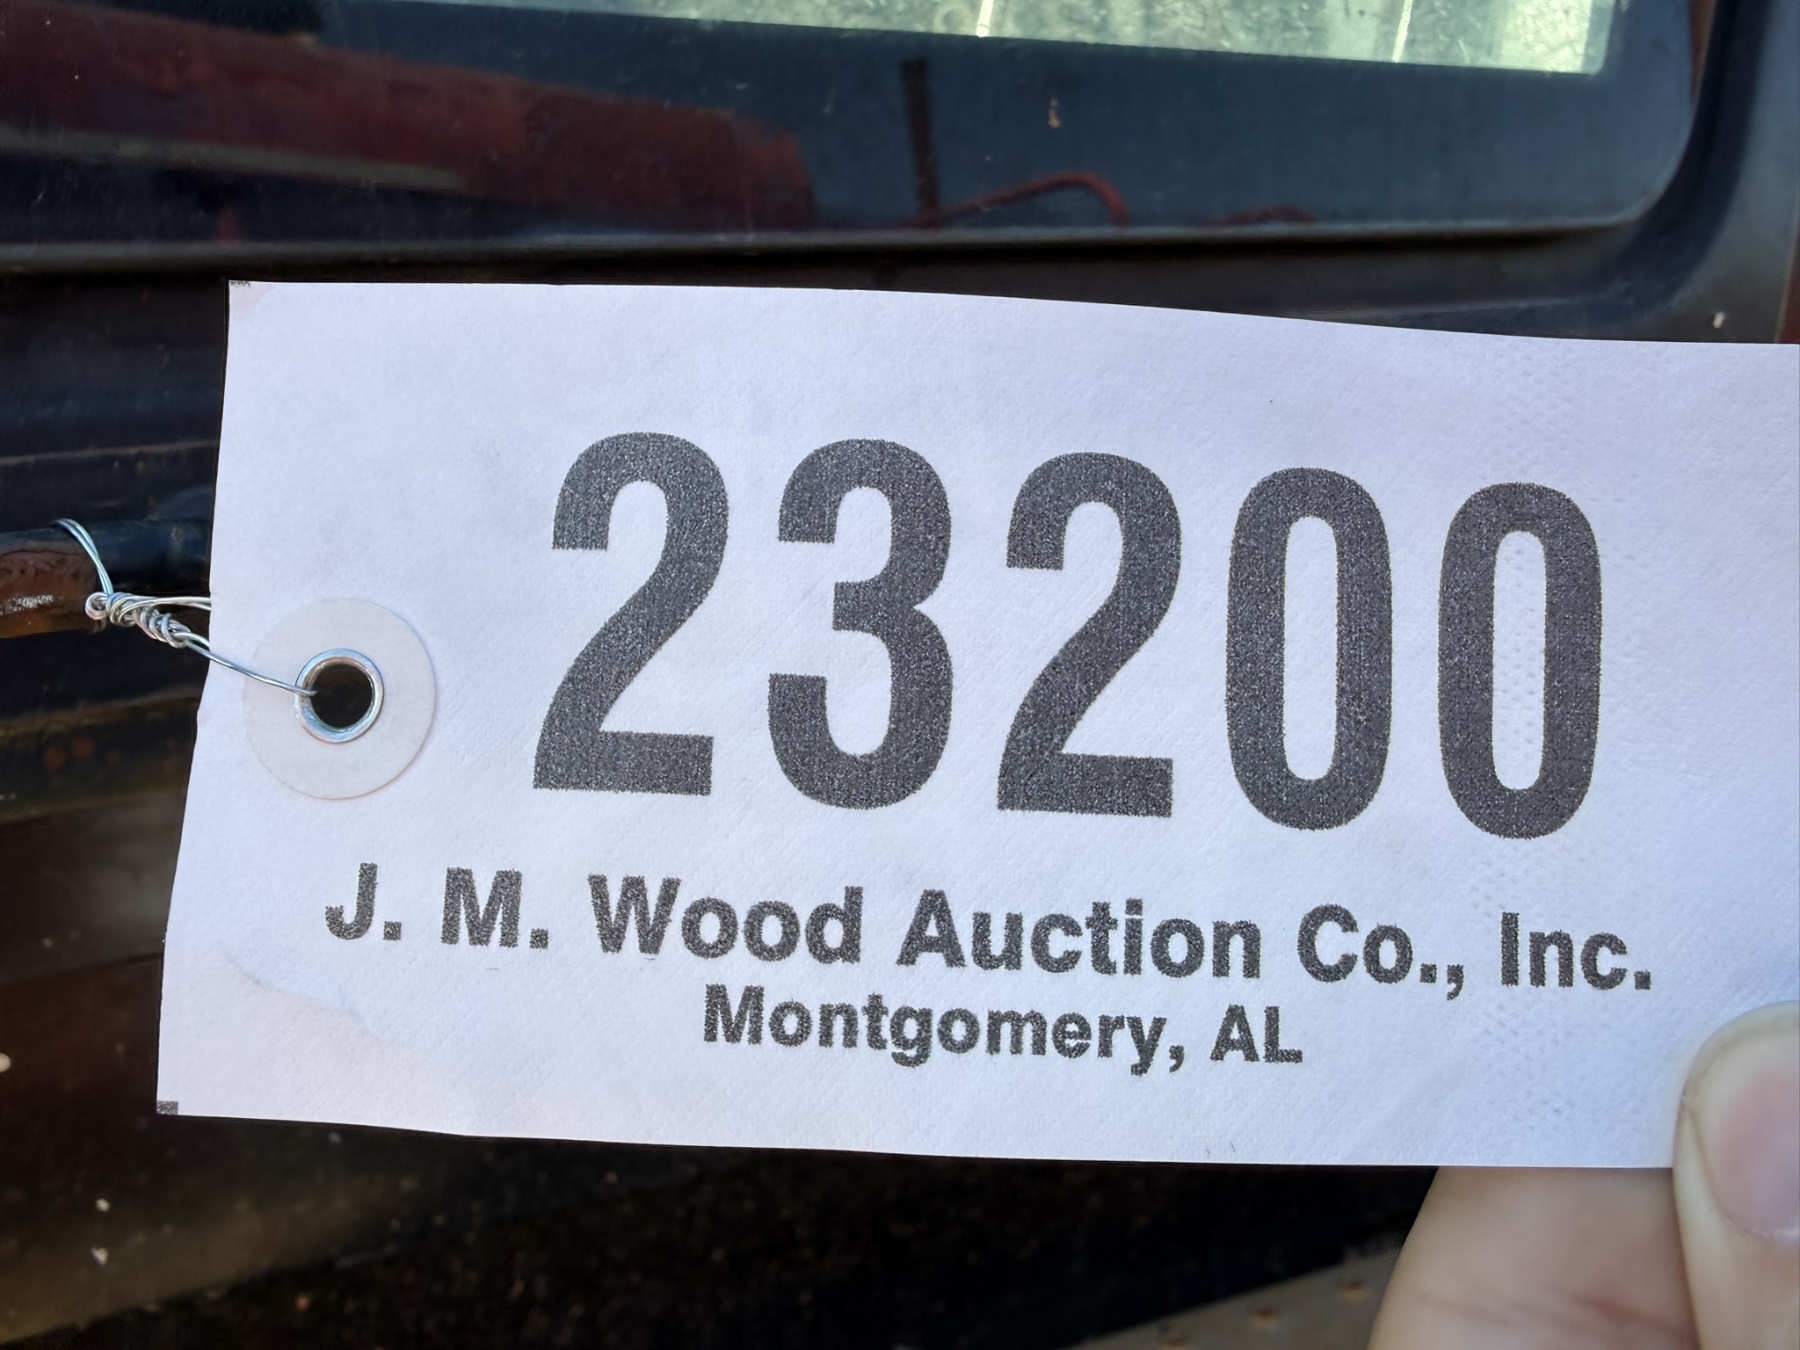 23200
J. M. Wood Auction Co., Inc.
Montgomery, AL